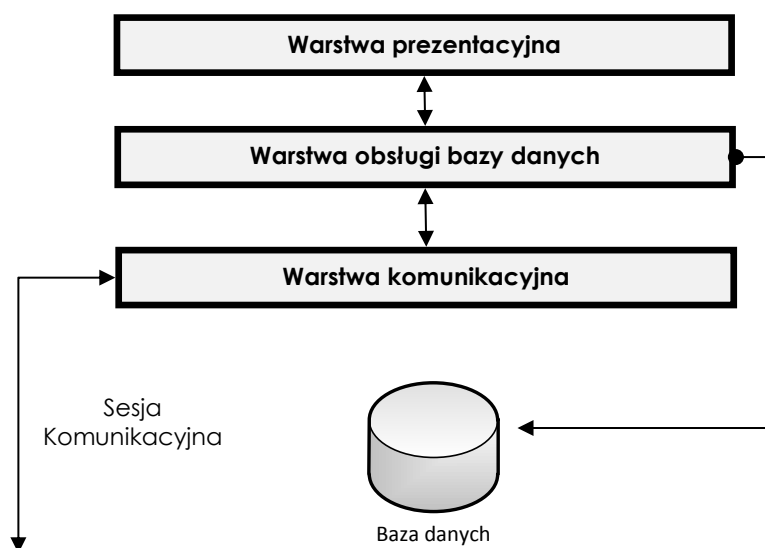 Warstwa prezentacyjna
Warstwa obsługi bazy danych
Warstwa komunikacyjna
Sesja
Komunikacyjna
Baza danych